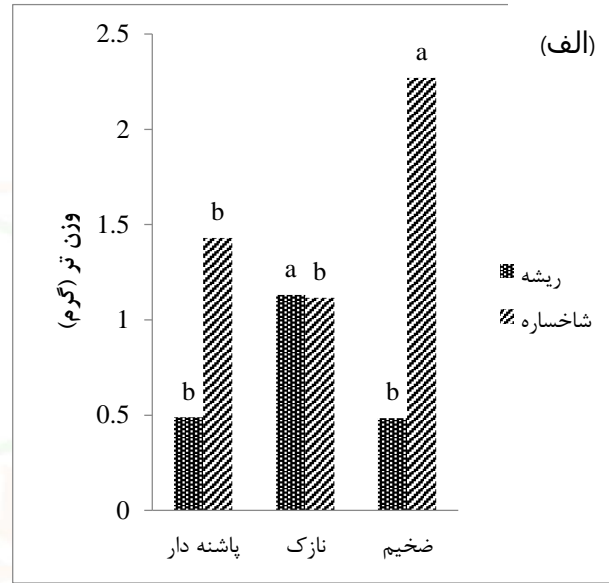 (الف)
وزن تر (گرم)
2.5
2
1.5
1
0.5
0
b
b
a
b
b
a
پاشنه دار
نازک
ضخیم
ریشه
شاخساره